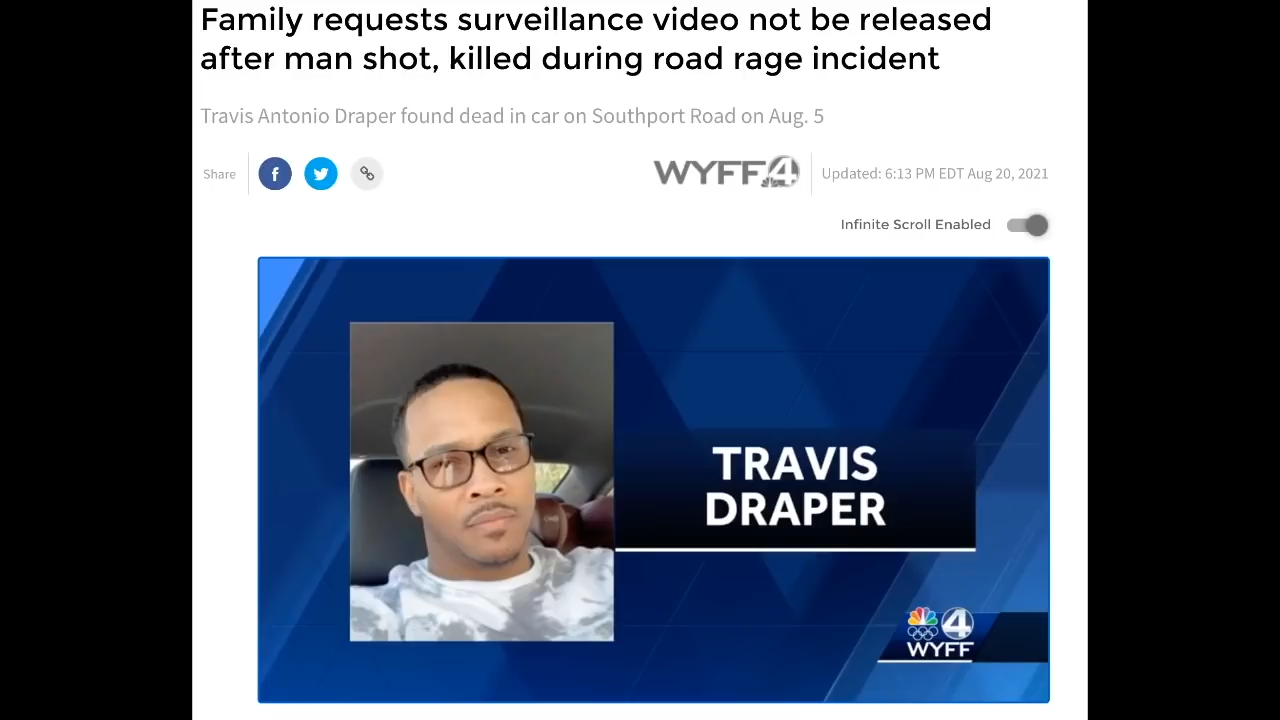 Family requests surveillance video not be released
after man shot, killed during road rage incident
Travis Antonio Draper found dead in car on Southport Road on Aug. 5
Share
f
WYFF4
Updated: 6:13 PM EDT Aug 20, 2021
Infinite Scroll Enabled
TRAVIS
DRAPER
4
WYFF